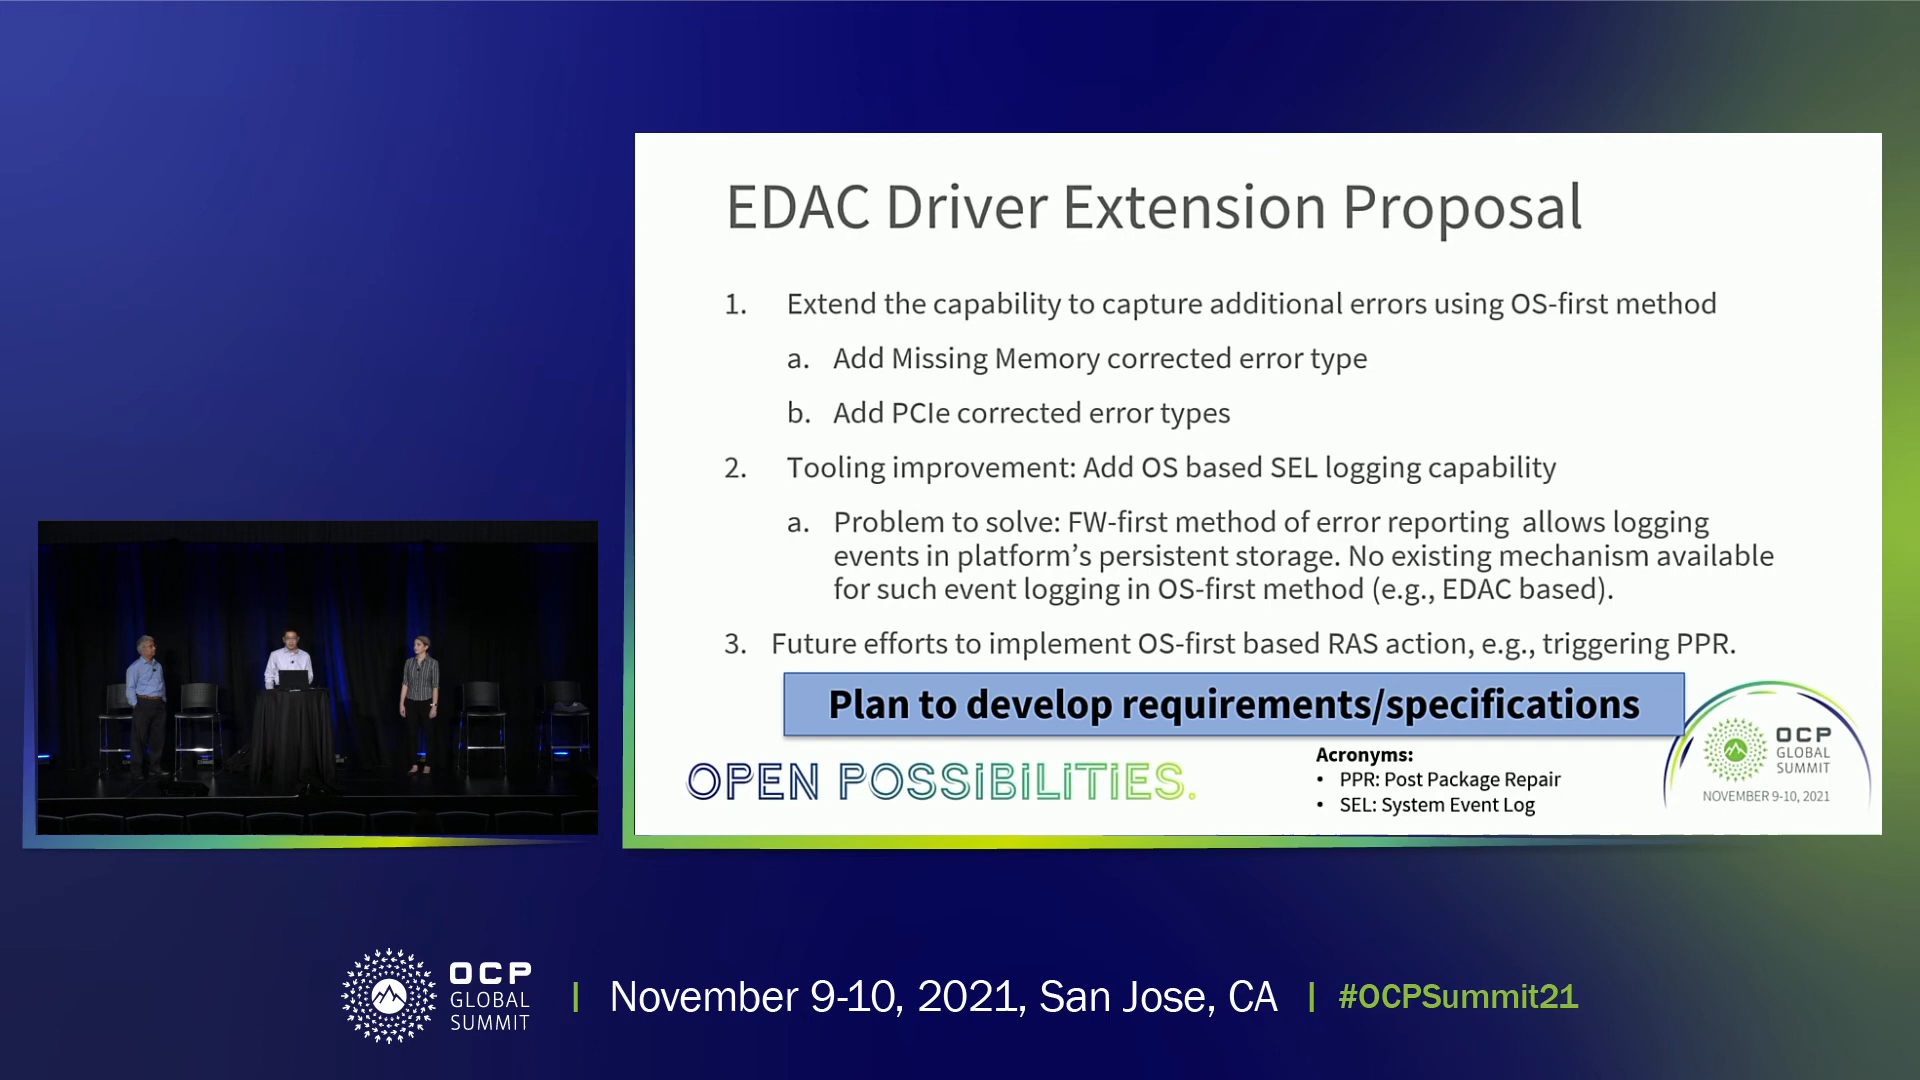 EDAC Driver Extension Proposal
1. Extend the capability to capture additional errors using OS-first method
a. Add Missing Memory corrected error type
b. Add PCIe corrected error types
2. Tooling improvement: Add OS based SEL logging capability
a. Problem to solve: FW-first method of error reporting allows logging
events in platform’s persistent storage. No existing mechanism available
for such event logging in OS-first method (e.g., EDAC based).
3. Future efforts to implement OS-first based RAS action, e.g., triggering PPR.
Plan to develop requirements/specifications
OPEN POSSIBILITIES.
Acronyms:
• PPR: Post Package Repair
• SEL: System Event Log
OCP
GLOBAL
SUMMIT
NOVEMBER 9-10, 2021
OCP
GLOBAL
SUMMIT
| November 9-10, 2021, San Jose, CA | #OCPSummit21